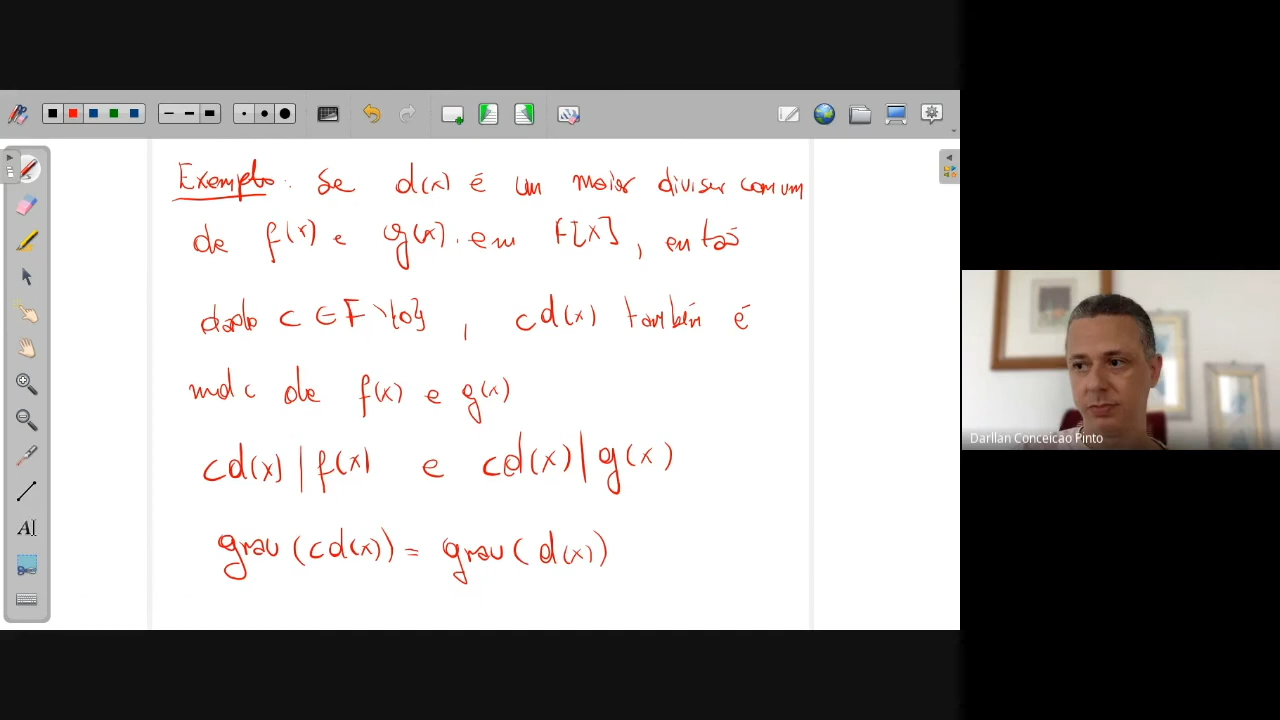 Exemplo: Se d(x) é um maior divisor comum
de f(x) e g(x) em F[x], então
dado c ∈ F\{0}, cd(x) também é
mdc de f(x) e g(x)
cd(x) | f(x) e cd(x) | g(x)
grau(cd(x)) = grau(d(x))
A
Darllan Conceicao Pinto